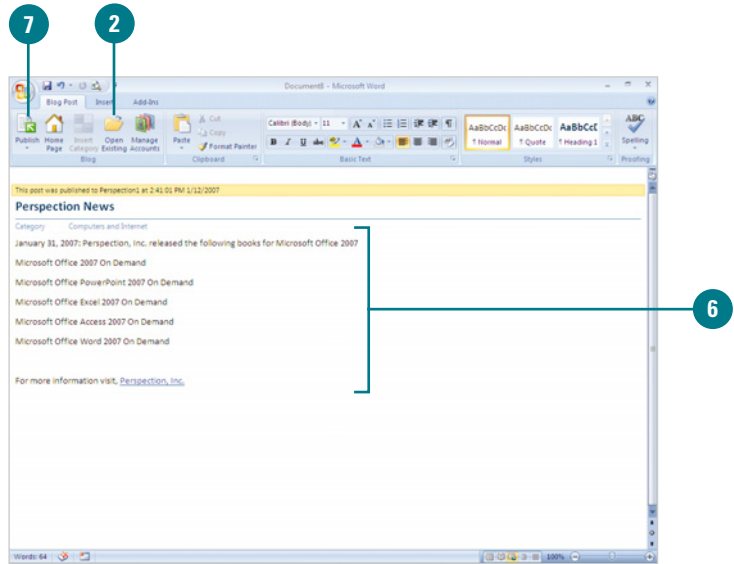 7
2
Document8 - Microsoft Word
Blog Post Insert Add-Ins
Publish Home Page Insert Category Open Existing Manage Accounts
Blog
Paste Cut Copy Format Painter
Clipboard
Calibri (Body) 11
Basic Text
AaBbCcDc AaBbCcDc AaBbCcE
¶ Normal ¶ Quote ¶ Heading 1
Styles
ABC
Spelling
Proofing
This post was published to Perspection1 at 2:41:01 PM 1/12/2007
Perspection News
Category Computers and Internet
January 31, 2007: Perspection, Inc. released the following books for Microsoft Office 2007
Microsoft Office 2007 On Demand
Microsoft Office PowerPoint 2007 On Demand
Microsoft Office Excel 2007 On Demand
Microsoft Office Access 2007 On Demand
Microsoft Office Word 2007 On Demand
For more information visit, Perspection, Inc.
6
Words: 64
100%